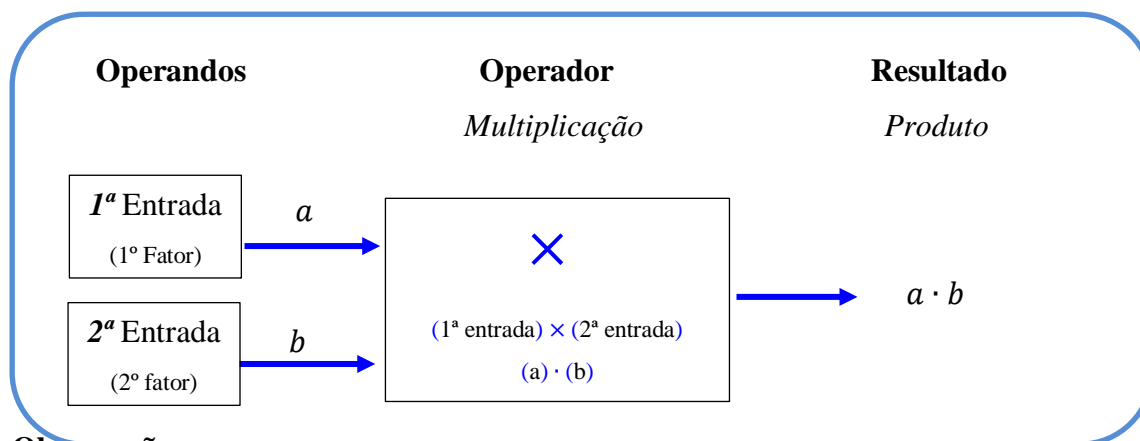 Operandos Operador Resultado
Multiplicação Produto
1ª Entrada
(1º Fator)
a
×
(1ª entrada) × (2ª entrada)
(a) · (b)
a · b
2ª Entrada
(2º fator)
b